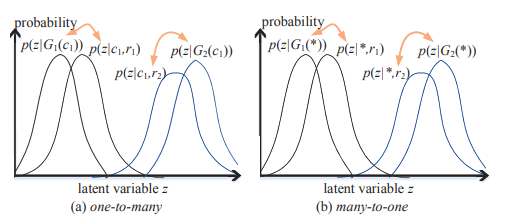 probability
p(z|G₁(c₁)) p(z|c₁,r₁) p(z|G₂(c₁))
p(z|c₁,r₂)
latent variable z
(a) one-to-many
probability
p(z|G₁(*)) p(z|*,r₁) p(z|G₂(*))
p(z|*,r₂)
latent variable z
(b) many-to-one